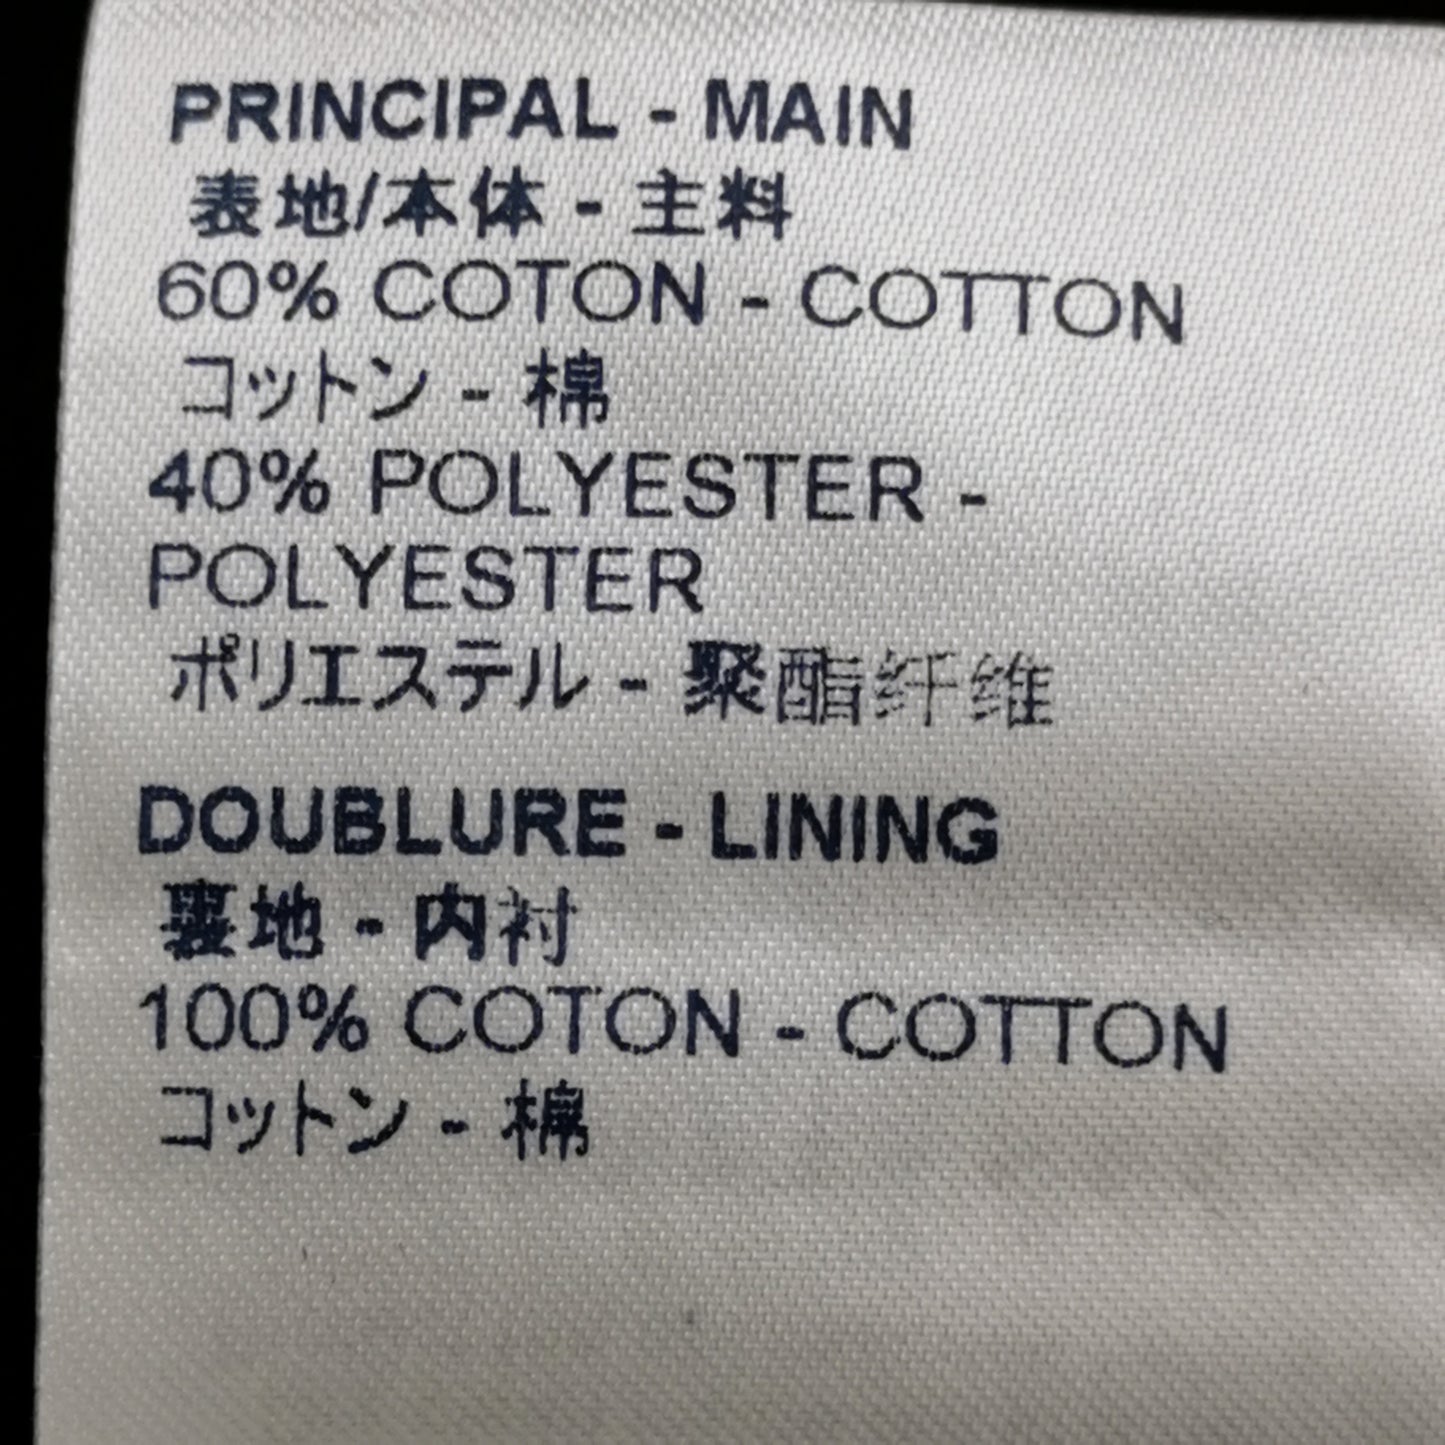 PRINCIPAL - MAIN
表地/本体 - 主料
60% COTON - COTTON
コットン - 棉
40% POLYESTER -
POLYESTER
ポリエステル - 聚酯纤维
DOUBLURE - LINING
裏地 - 内衬
100% COTON - COTTON
コットン - 棉